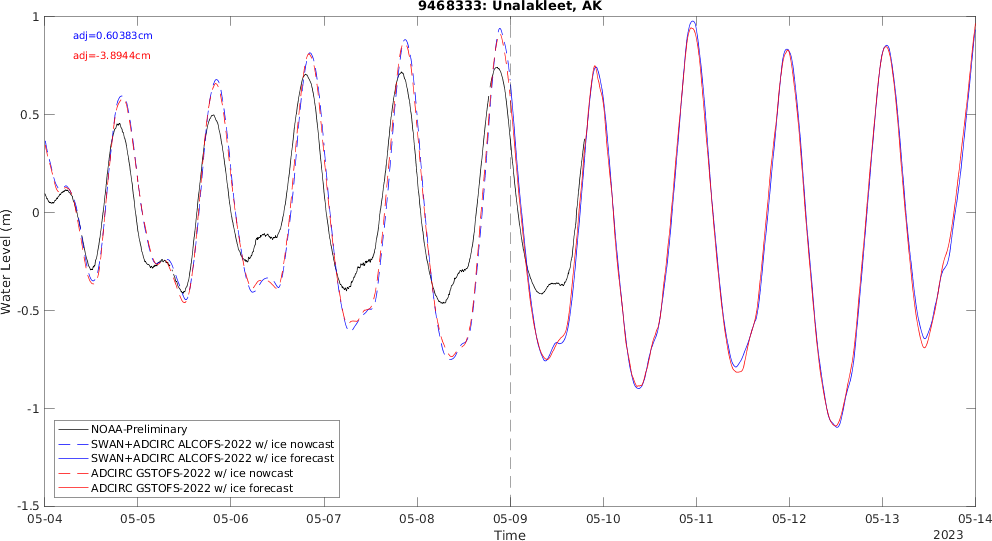 9468333: Unalakleet, AK
adj=0.60383cm
adj=-3.8944cm
Water Level (m)
1
0.5
0
-0.5
-1
-1.5
NOAA-Preliminary
SWAN+ADCIRC ALCOFS-2022 w/ ice nowcast
SWAN+ADCIRC ALCOFS-2022 w/ ice forecast
ADCIRC GSTOFS-2022 w/ ice nowcast
ADCIRC GSTOFS-2022 w/ ice forecast
05-04 05-05 05-06 05-07 05-08 05-09 05-10 05-11 05-12 05-13 05-14
Time
2023